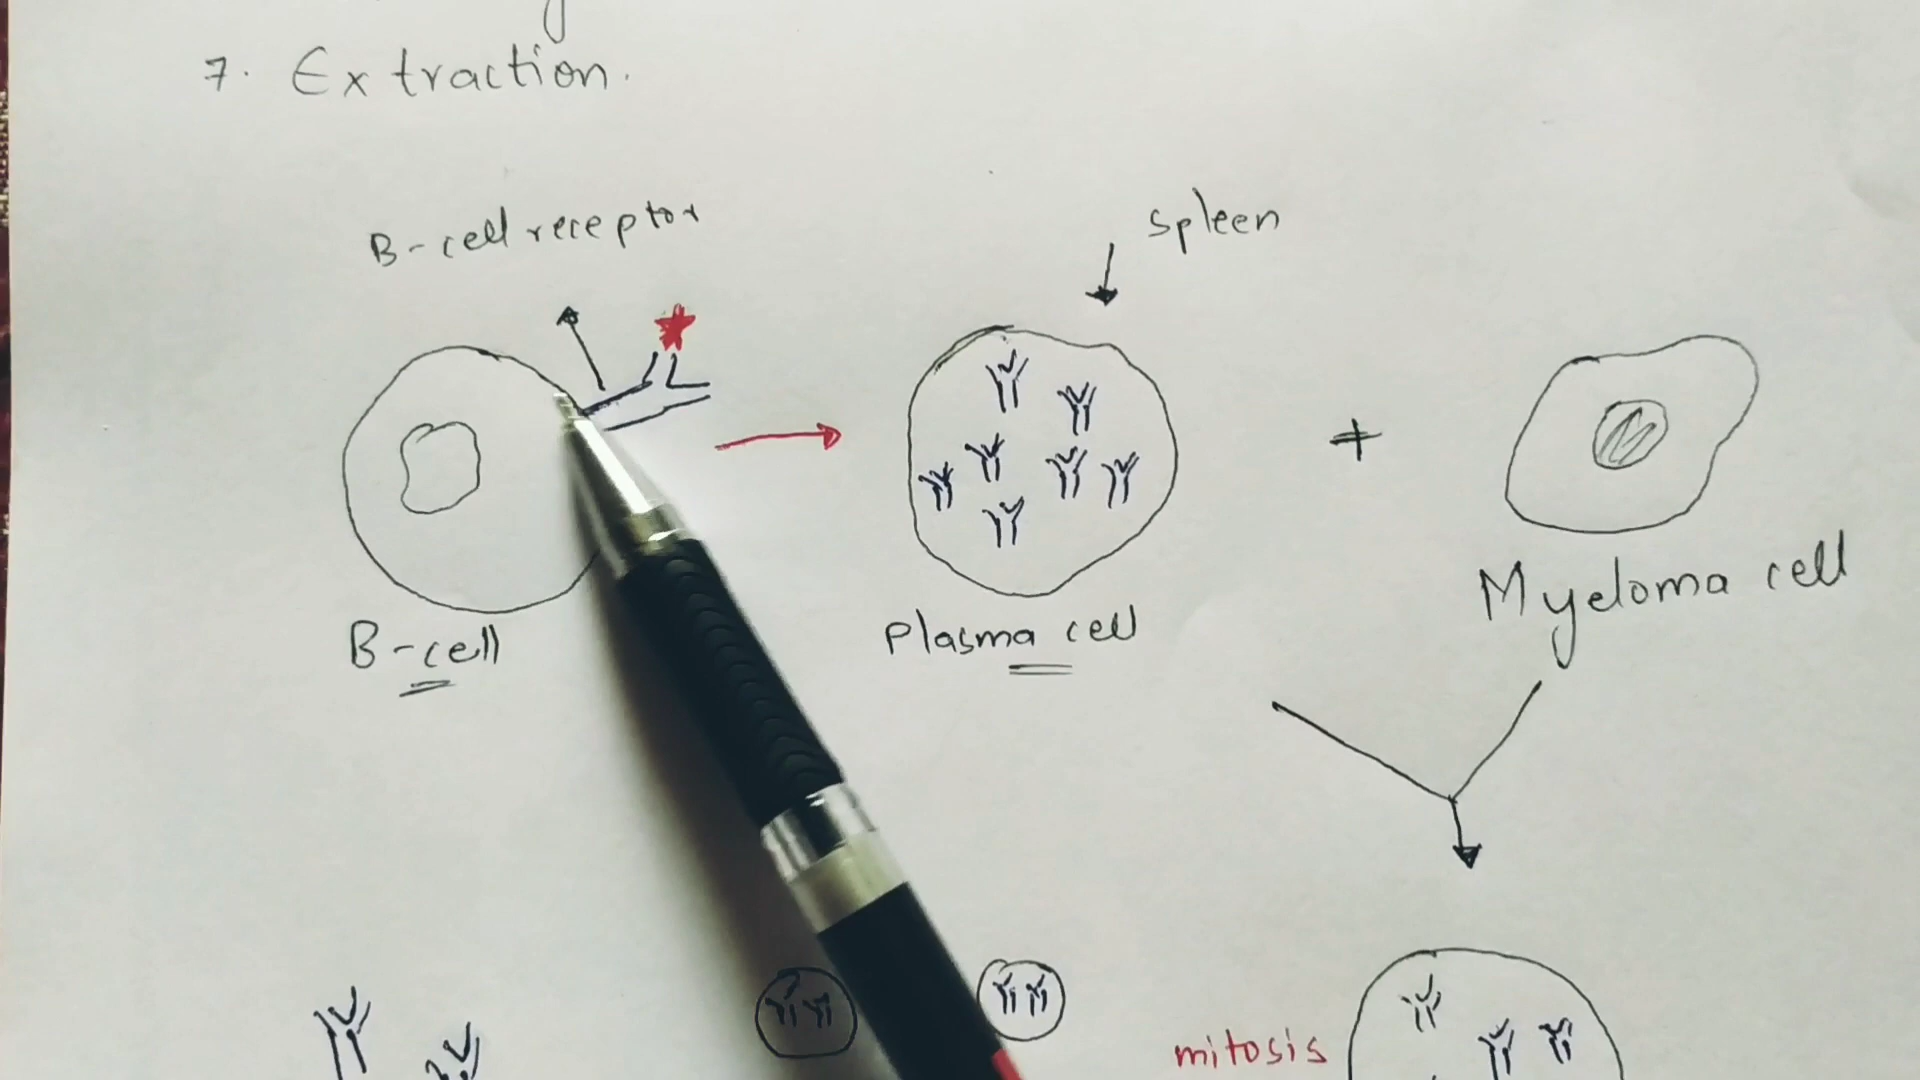 7. Extraction.
B-cell receptor
spleen
B-cell
Plasma cell
Myeloma cell
mitosis